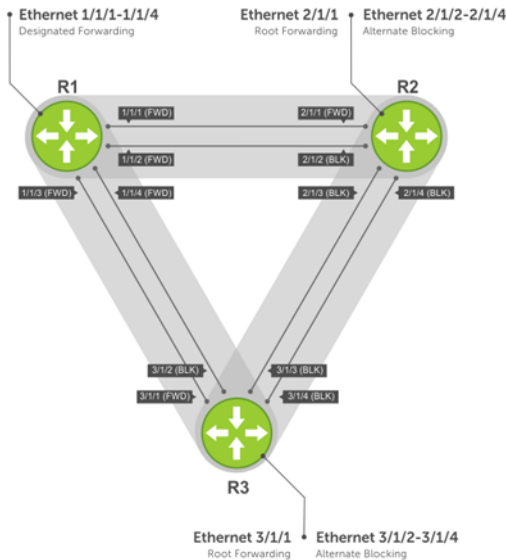 Ethernet 1/1/1-1/1/4
Designated Forwarding
Ethernet 2/1/1
Root Forwarding
Ethernet 2/1/2-2/1/4
Alternate Blocking
R1
R2
1/1/1 (FWD)
2/1/1 (FWD)
1/1/2 (FWD)
2/1/2 (BLK)
1/1/3 (FWD)
1/1/4 (FWD)
2/1/3 (BLK)
2/1/4 (BLK)
3/1/2 (BLK)
3/1/3 (BLK)
3/1/1 (FWD)
3/1/4 (BLK)
R3
Ethernet 3/1/1
Root Forwarding
Ethernet 3/1/2-3/1/4
Alternate Blocking